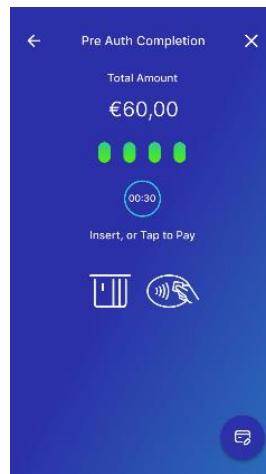 Pre Auth Completion
Total Amount
€60,00
00:30
Insert, or Tap to Pay